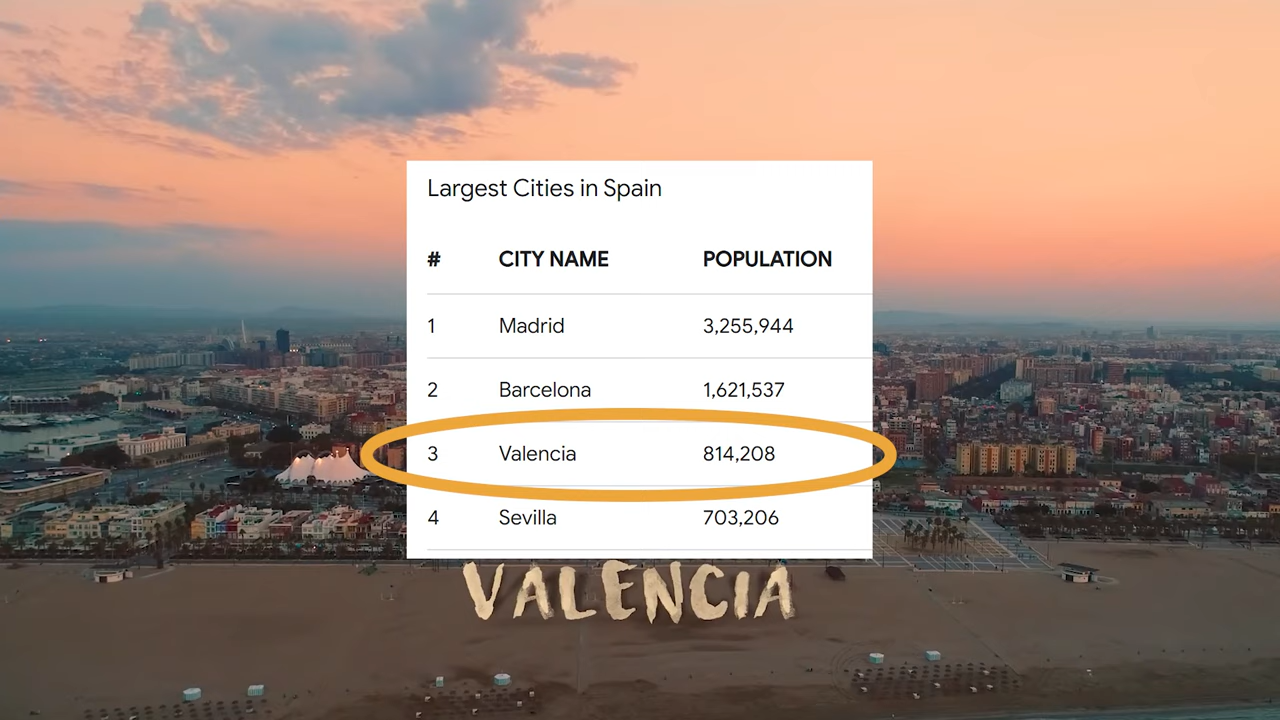 Largest Cities in Spain
# CITY NAME POPULATION
1 Madrid 3,255,944
2 Barcelona 1,621,537
3 Valencia 814,208
4 Sevilla 703,206
VALENCIA